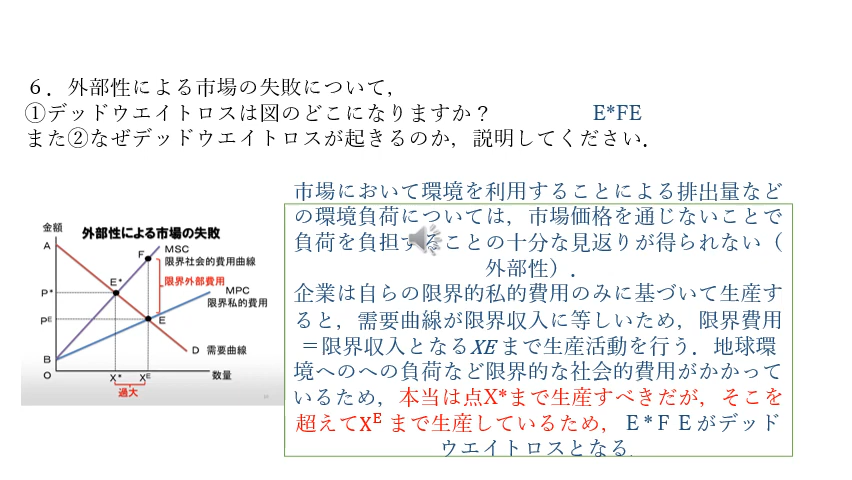 ６．外部性による市場の失敗について，
①デッドウエイトロスは図のどこになりますか？ E*FE
また②なぜデッドウエイトロスが起きるのか，説明してください．
市場において環境を利用することによる排出量など
の環境負荷については，市場価格を通じないことで
負荷を負担することの十分な見返りが得られない（
外部性）．
企業は自らの限界的私的費用のみに基づいて生産す
ると，需要曲線が限界収入に等しいため，限界費用
＝限界収入となるXEまで生産活動を行う．地球環
境へのへの負荷など限界的な社会的費用がかかって
いるため，本当は点X*まで生産すべきだが，そこを
超えてXᴱ まで生産しているため，Ｅ*ＦＥがデッド
ウエイトロスとなる.
金額
外部性による市場の失敗
A
F
MSC
限界社会的費用曲線
E*
限界外部費用
P*
MPC
限界私的費用
Pᴱ
E
B
D 需要曲線
O
X*
Xᴱ
数量
過大